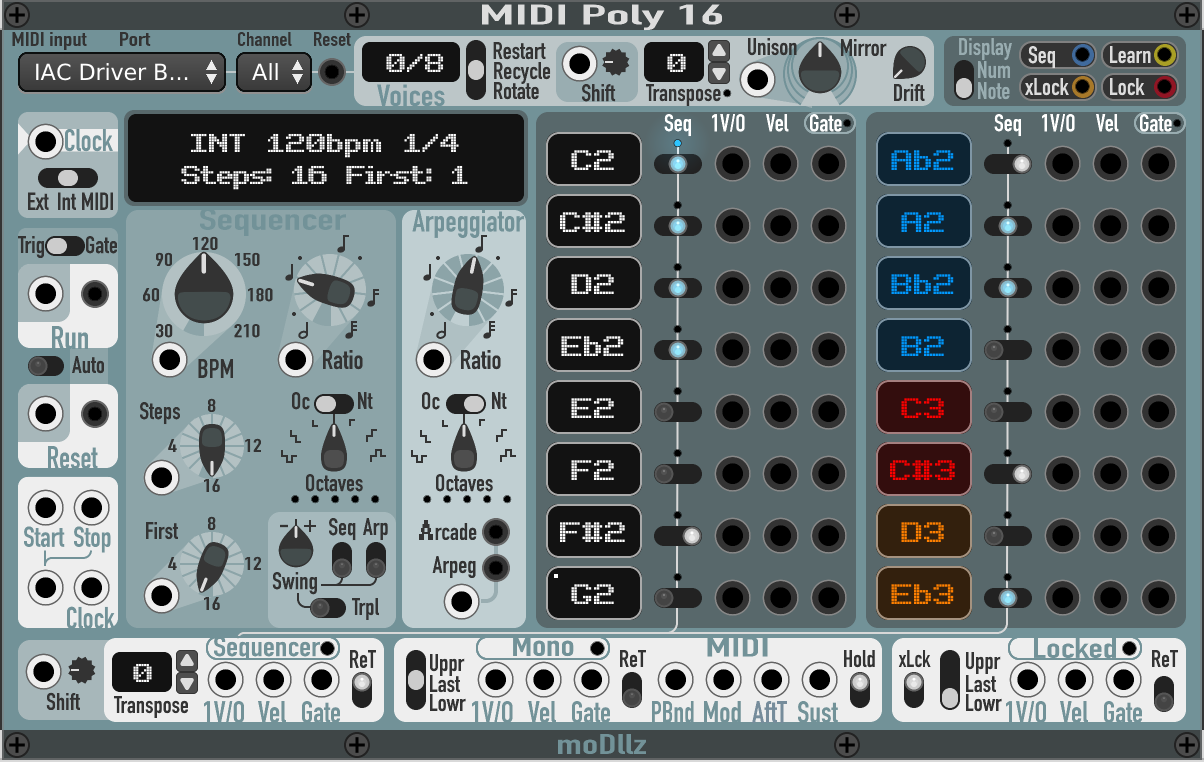 MIDI Poly 16
MIDI input Port Channel Reset
IAC Driver B... All
0/8
Voices
Restart
Recycle
Rotate
Shift
0
Transpose
Unison Mirror
Drift
Display
Num
Note
Seq Learn
xLock Lock
Clock
Ext Int MIDI
INT 120bpm 1/4
Steps: 16 First: 1
Trig Gate
Run
Auto
Reset
Start Stop
Clock
Sequencer
120
90 150
60 180
30 210
BPM
Ratio
Steps
8
4 12
16
Oc Nt
Octaves
First
8
4 12
16
-I+ Seq Arp
Swing
Trpl
Arpeggiator
Ratio
Oc Nt
Octaves
Arcade
Arpeg
Seq 1V/O Vel Gate
C2
C#2
D2
Eb2
E2
F2
F#2
G2
Seq 1V/O Vel Gate
Ab2
A2
Bb2
B2
C3
C#3
D3
Eb3
Shift
0
Transpose
Sequencer
1V/O Vel Gate
ReT
Uppr
Last
Lowr
Mono
1V/O Vel Gate
ReT
MIDI
PBnd Mod AftT Sust
Hold
xLck
Uppr
Last
Lowr
Locked
1V/O Vel Gate
ReT
moDllz